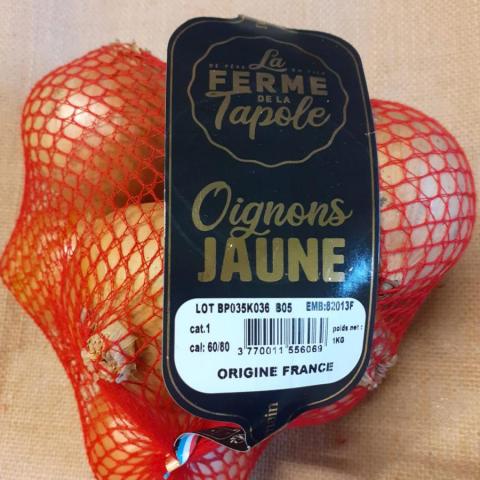 La
DE PÈRE EN FILS
FERME
DE LA
Tapole
Oignons
JAUNE
LOT BP035K036 B05 EMB:82013F
cat.1
poids net :
cal: 60/80
1KG
3 770011 556069
ORIGINE FRANCE